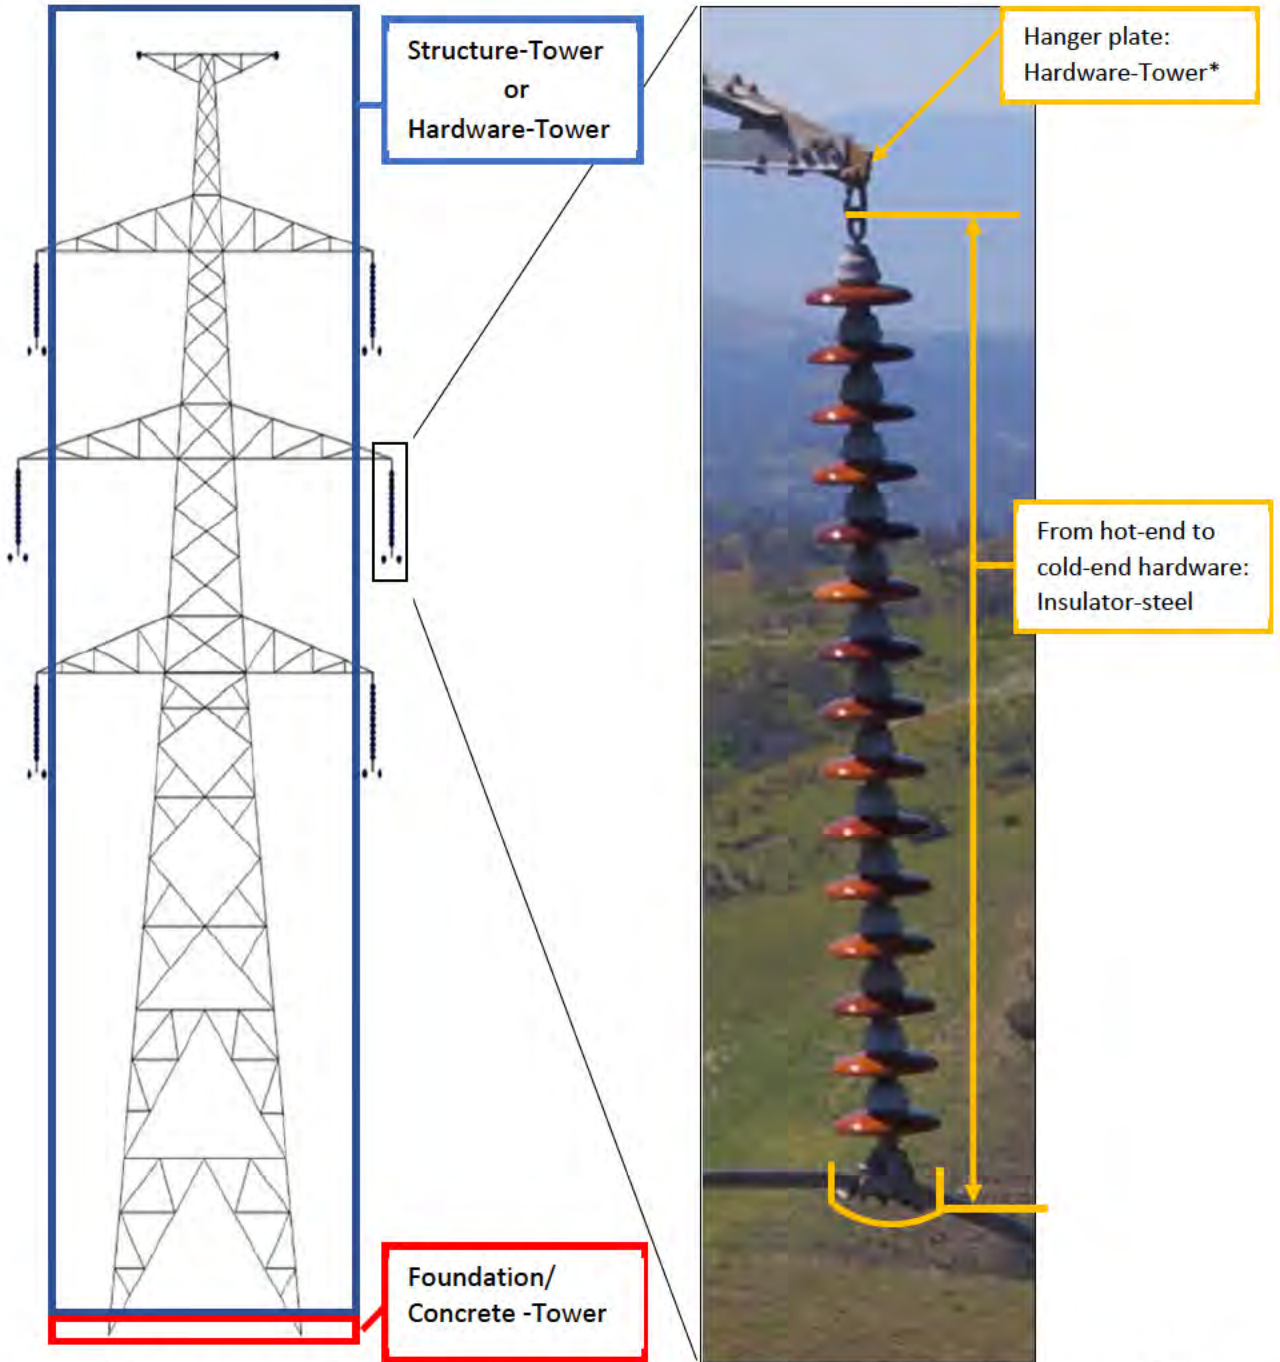 Structure-Tower
or
Hardware-Tower
Hanger plate:
Hardware-Tower*
From hot-end to
cold-end hardware:
Insulator-steel
Foundation/
Concrete -Tower